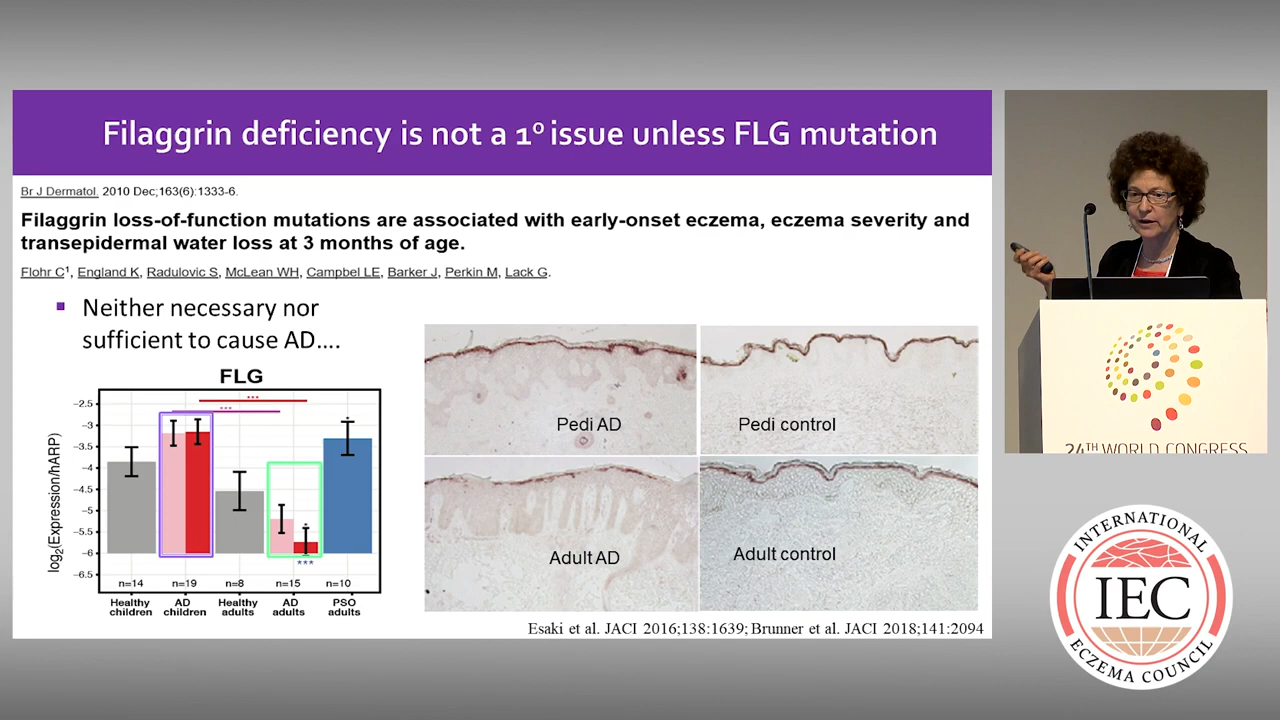 Filaggrin deficiency is not a 1º issue unless FLG mutation
Br J Dermatol. 2010 Dec;163(6):1333-6.
Filaggrin loss-of-function mutations are associated with early-onset eczema, eczema severity and
transepidermal water loss at 3 months of age.
Flohr C¹, England K, Radulovic S, McLean WH, Campbel LE, Barker J, Perkin M, Lack G.
Neither necessary nor
sufficient to cause AD....
FLG
log₂(Expression/hARP)
-2.5
-3
-3.5
-4
-4.5
-5
-5.5
-6
-6.5
***
***
*
*
***
n=14 n=19 n=8 n=15 n=10
Healthy children
AD children
Healthy adults
AD adults
PSO adults
Pedi AD
Pedi control
Adult AD
Adult control
Esaki et al. JACI 2016;138:1639; Brunner et al. JACI 2018;141:2094
24TH WORLD CONGRESS
INTERNATIONAL
IEC
ECZEMA COUNCIL